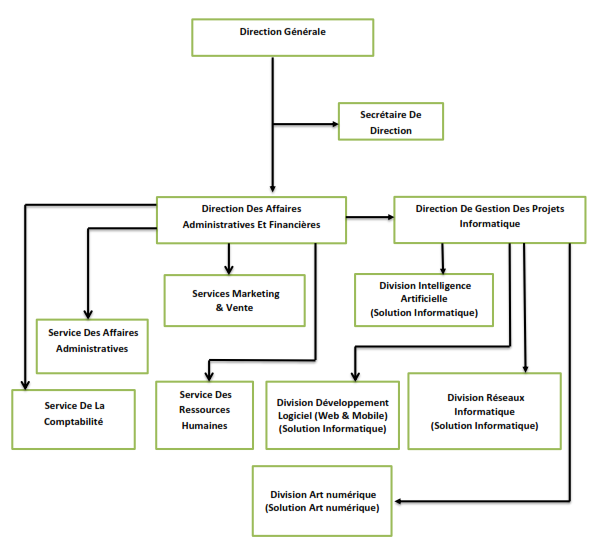 Direction Générale
Secrétaire De
Direction
Direction Des Affaires
Administratives Et Financières
Direction De Gestion Des Projets
Informatique
Services Marketing
& Vente
Division Intelligence
Artificielle
(Solution Informatique)
Service Des Affaires
Administratives
Service De La
Comptabilité
Service Des
Ressources
Humaines
Division Développement
Logiciel (Web & Mobile)
(Solution Informatique)
Division Réseaux
Informatique
(Solution Informatique)
Division Art numérique
(Solution Art numérique)